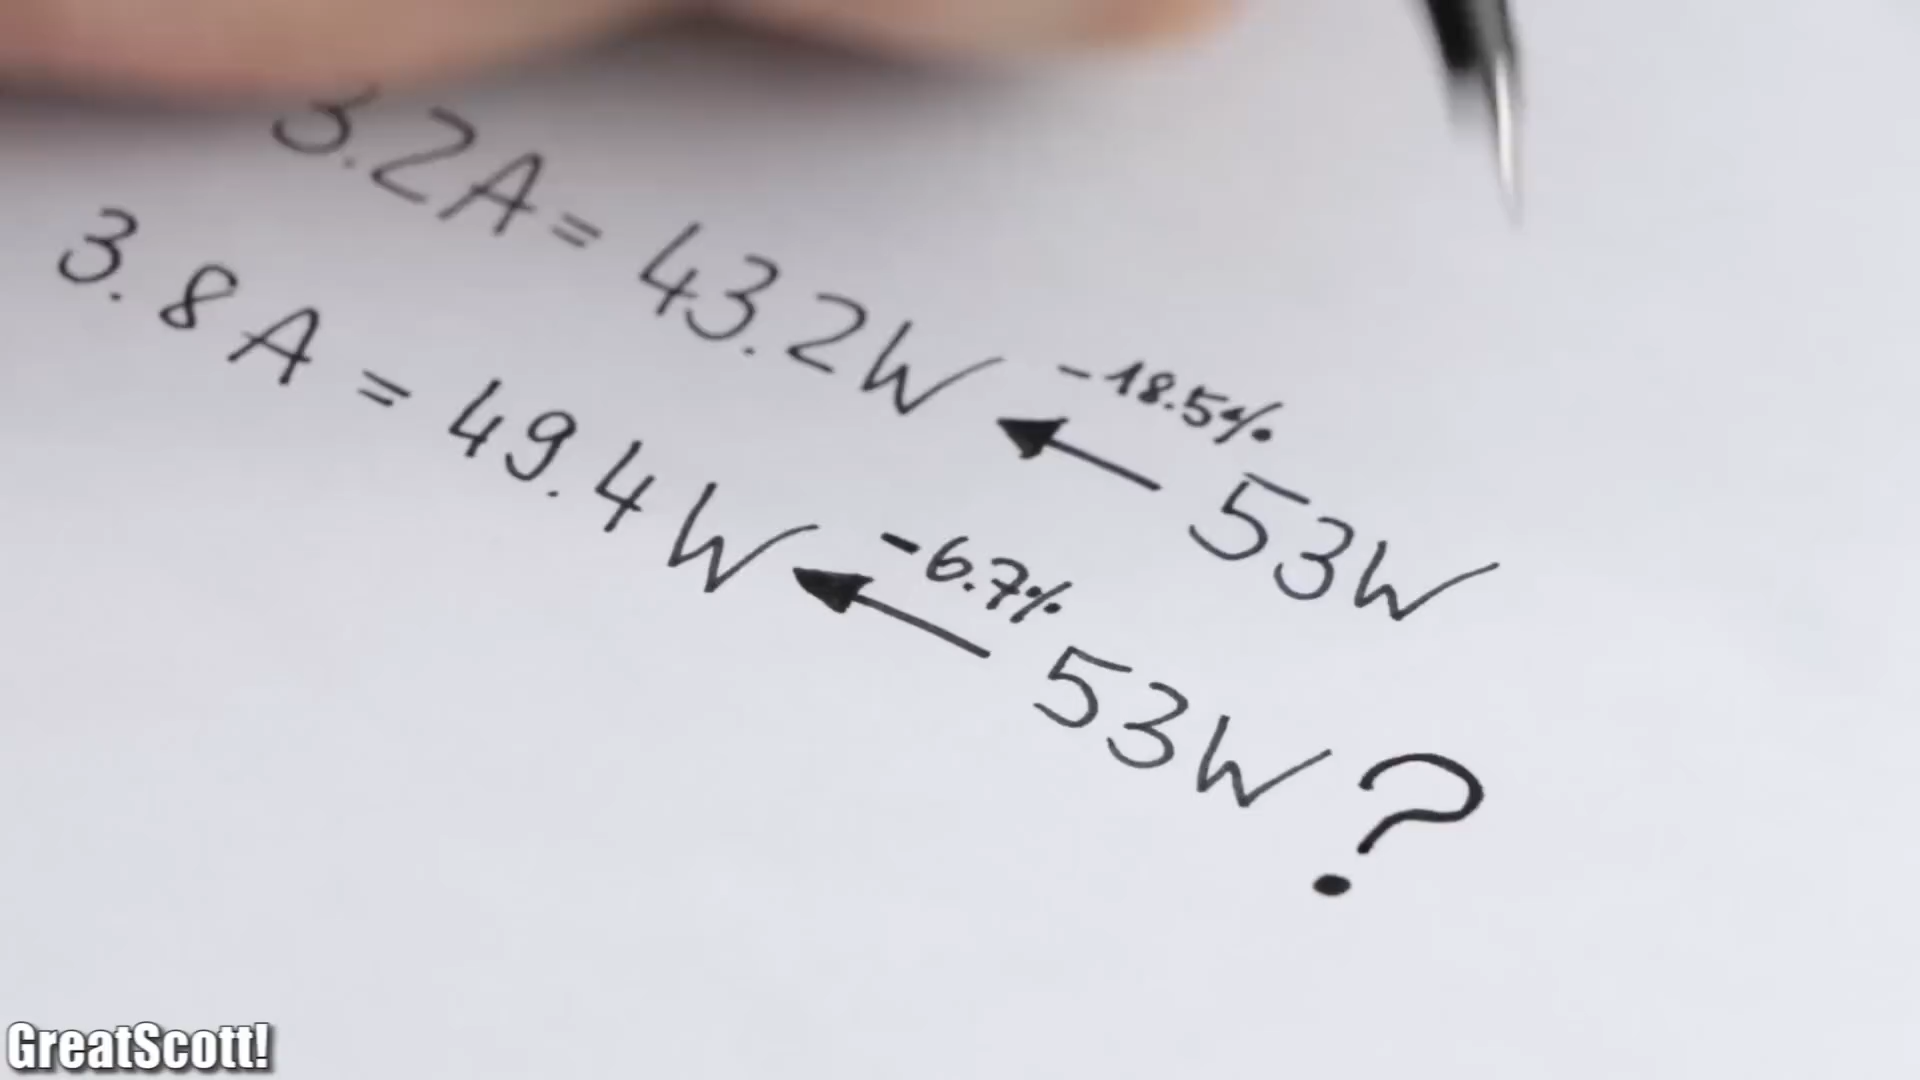 3.2A = 43.2W -18.5% 53W
3.8A = 49.4W -6.7% 53W?
GreatScott!